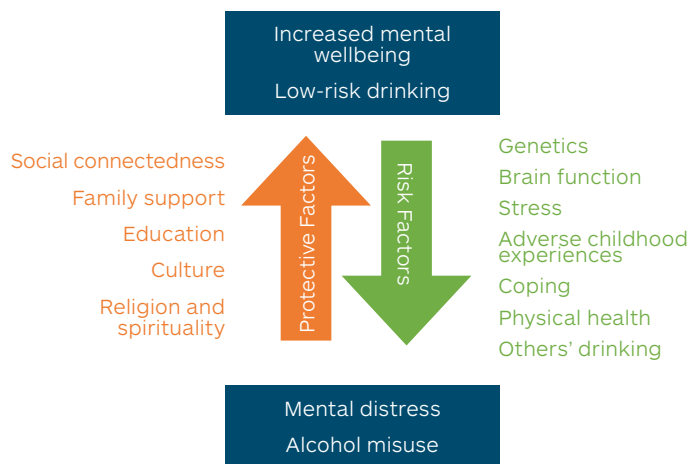 Increased mental
wellbeing
Low-risk drinking
Social connectedness
Family support
Education
Culture
Religion and
spirituality
Protective Factors
Risk Factors
Genetics
Brain function
Stress
Adverse childhood
experiences
Coping
Physical health
Others’ drinking
Mental distress
Alcohol misuse